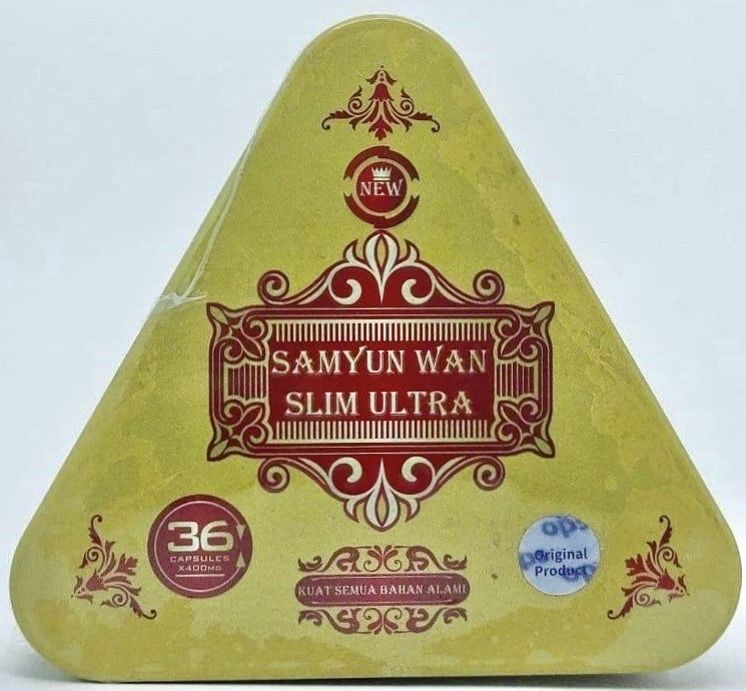 NEW
SAMYUN WAN
SLIM ULTRA
36
CAPSULES
X400MG
KUAT SEMUA BAHAN ALAMI
Original
Product